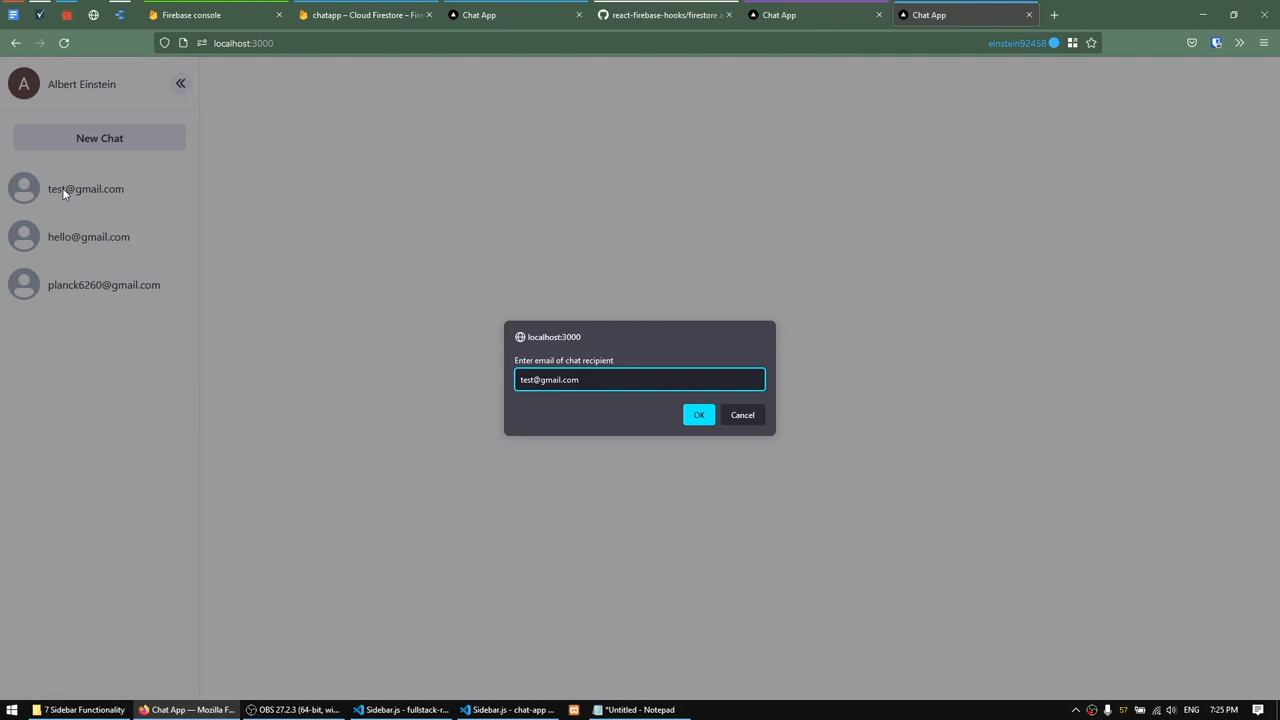 Firebase console
chatapp – Cloud Firestore – Fire
Chat App
react-firebase-hooks/firestore a
Chat App
Chat App
localhost:3000
einstein92458
A
Albert Einstein
New Chat
test@gmail.com
hello@gmail.com
planck6260@gmail.com
localhost:3000
Enter email of chat recipient
test@gmail.com
OK
Cancel
7 Sidebar Functionality
Chat App — Mozilla F...
OBS 27.2.3 (64-bit, wi...
Sidebar.js - fullstack-r...
Sidebar.js - chat-app ...
*Untitled - Notepad
57
ENG
7:25 PM